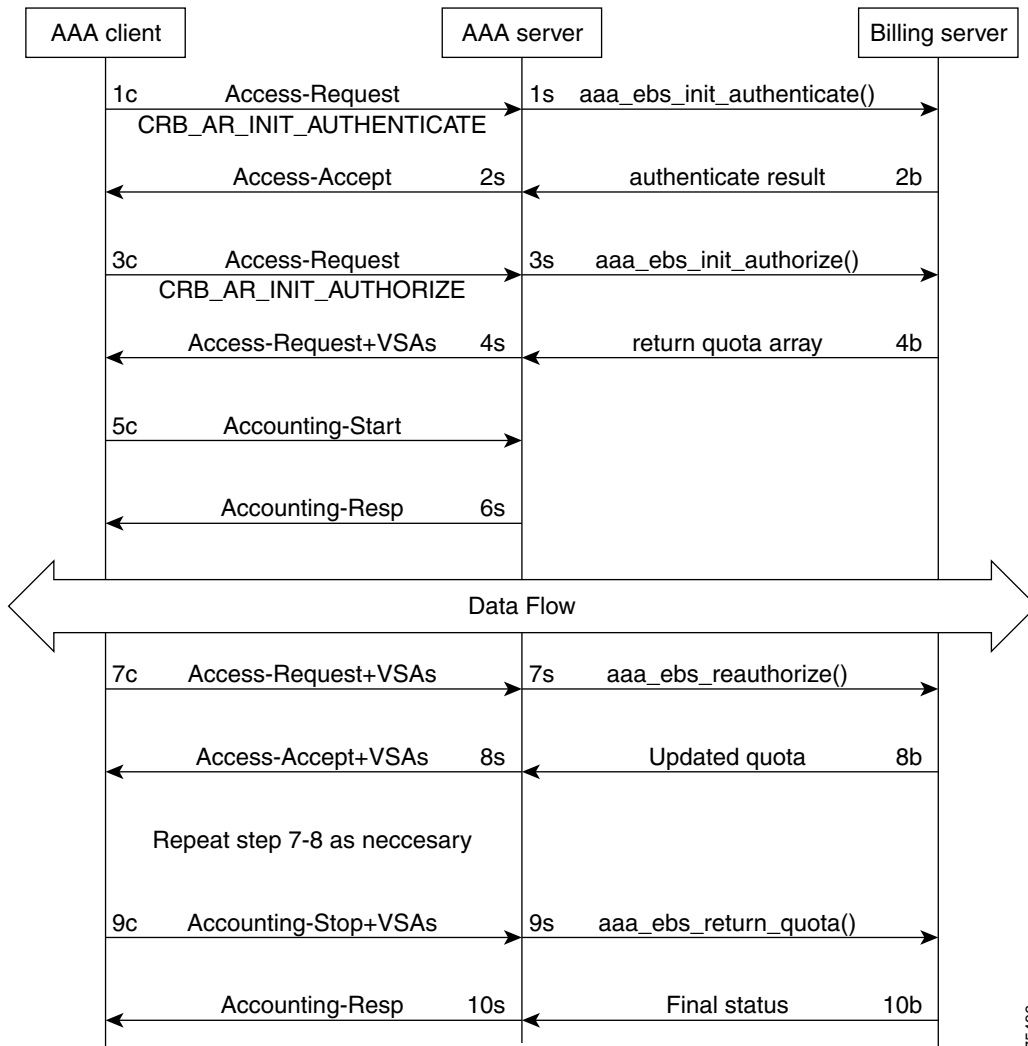 AAA client
AAA server
Billing server
1c Access-Request 1s aaa_ebs_init_authenticate()
CRB_AR_INIT_AUTHENTICATE
Access-Accept 2s authenticate result 2b
3c Access-Request 3s aaa_ebs_init_authorize()
CRB_AR_INIT_AUTHORIZE
Access-Request+VSAs 4s return quota array 4b
5c Accounting-Start
Accounting-Resp 6s
Data Flow
7c Access-Request+VSAs 7s aaa_ebs_reauthorize()
Access-Accept+VSAs 8s Updated quota 8b
Repeat step 7-8 as neccesary
9c Accounting-Stop+VSAs 9s aaa_ebs_return_quota()
Accounting-Resp 10s Final status 10b